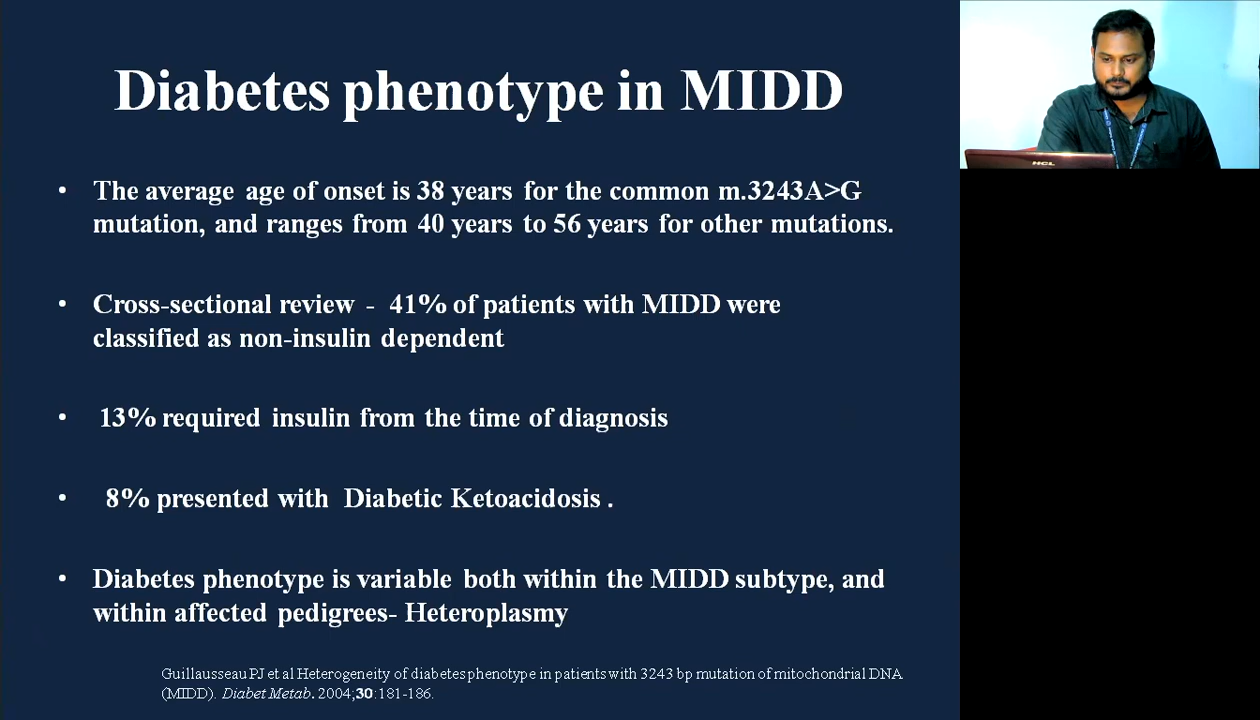 Diabetes phenotype in MIDD
• The average age of onset is 38 years for the common m.3243A>G
mutation, and ranges from 40 years to 56 years for other mutations.
• Cross-sectional review - 41% of patients with MIDD were
classified as non-insulin dependent
• 13% required insulin from the time of diagnosis
• 8% presented with Diabetic Ketoacidosis .
• Diabetes phenotype is variable both within the MIDD subtype, and
within affected pedigrees- Heteroplasmy
Guillausseau PJ et al Heterogeneity of diabetes phenotype in patients with 3243 bp mutation of mitochondrial DNA
(MIDD). Diabet Metab. 2004;30:181-186.
HCL